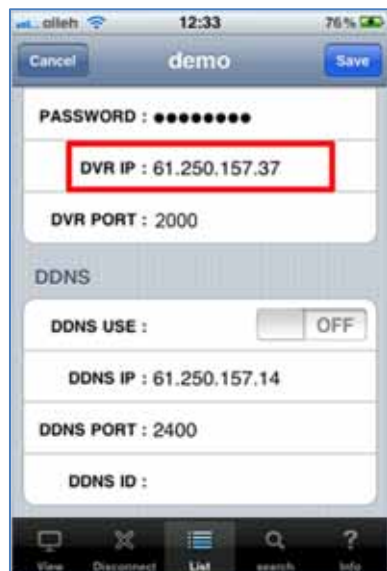 olleh 12:33 76%
Cancel demo Save
PASSWORD : ●●●●●●●●
DVR IP : 61.250.157.37
DVR PORT : 2000
DDNS
DDNS USE : OFF
DDNS IP : 61.250.157.14
DDNS PORT : 2400
DDNS ID :
View Disconnect List search Info